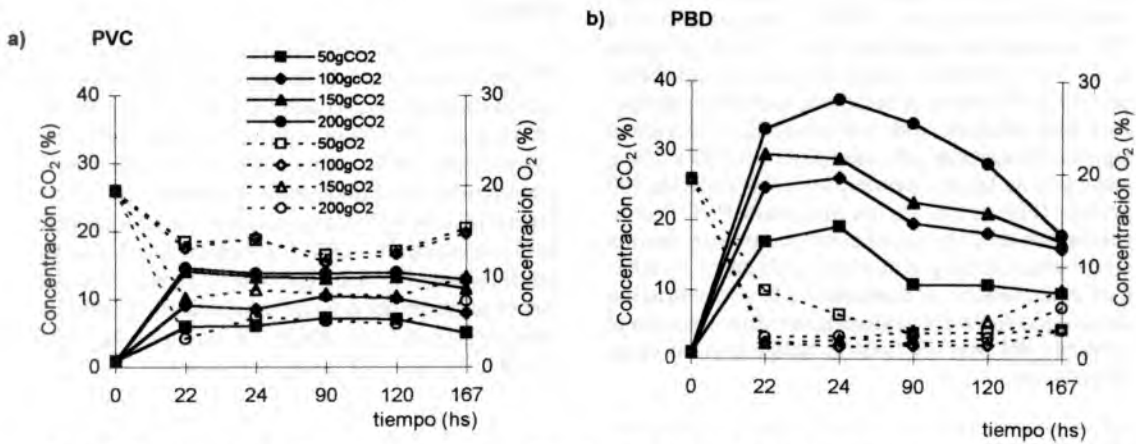 a)
PVC
50gCO2
100gcO2
150gCO2
200gCO2
50gO2
100gO2
150gO2
200gO2
Concentración CO2 (%)
40
30
20
10
0
Concentración O2 (%)
30
20
10
0
0 22 24 90 120 167
tiempo (hs)
b)
PBD
Concentración CO2 (%)
40
30
20
10
0
Concentración O2 (%)
30
20
10
0
0 22 24 90 120 167
tiempo (hs)